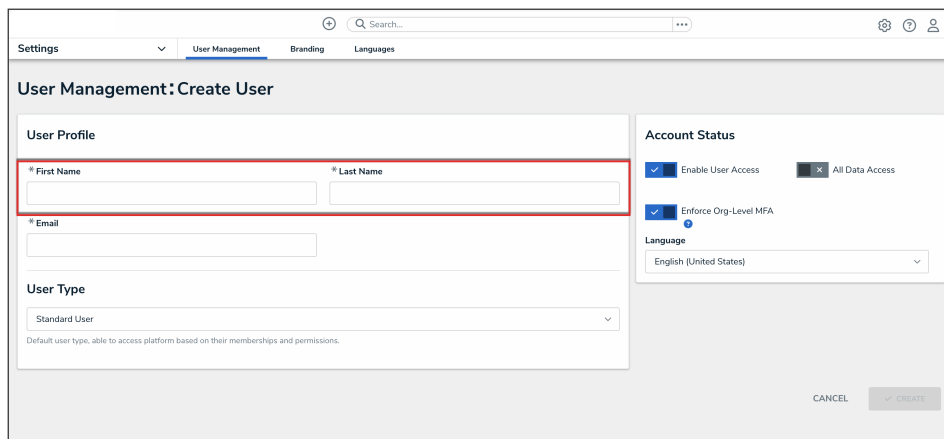 Search...
Settings
User Management
Branding
Languages
User Management:Create User
User Profile
* First Name
* Last Name
* Email
User Type
Standard User
Default user type, able to access platform based on their memberships and permissions.
Account Status
Enable User Access
All Data Access
Enforce Org-Level MFA
?
Language
English (United States)
CANCEL
CREATE